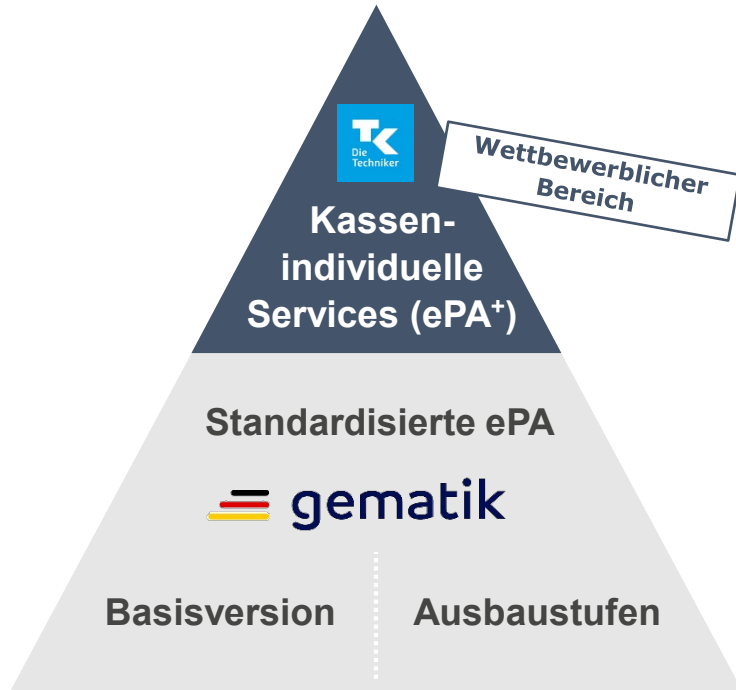 TK
Die
Techniker
Wettbewerblicher
Bereich
Kassen-
individuelle
Services (ePA⁺)
Standardisierte ePA
gematik
Basisversion
Ausbaustufen